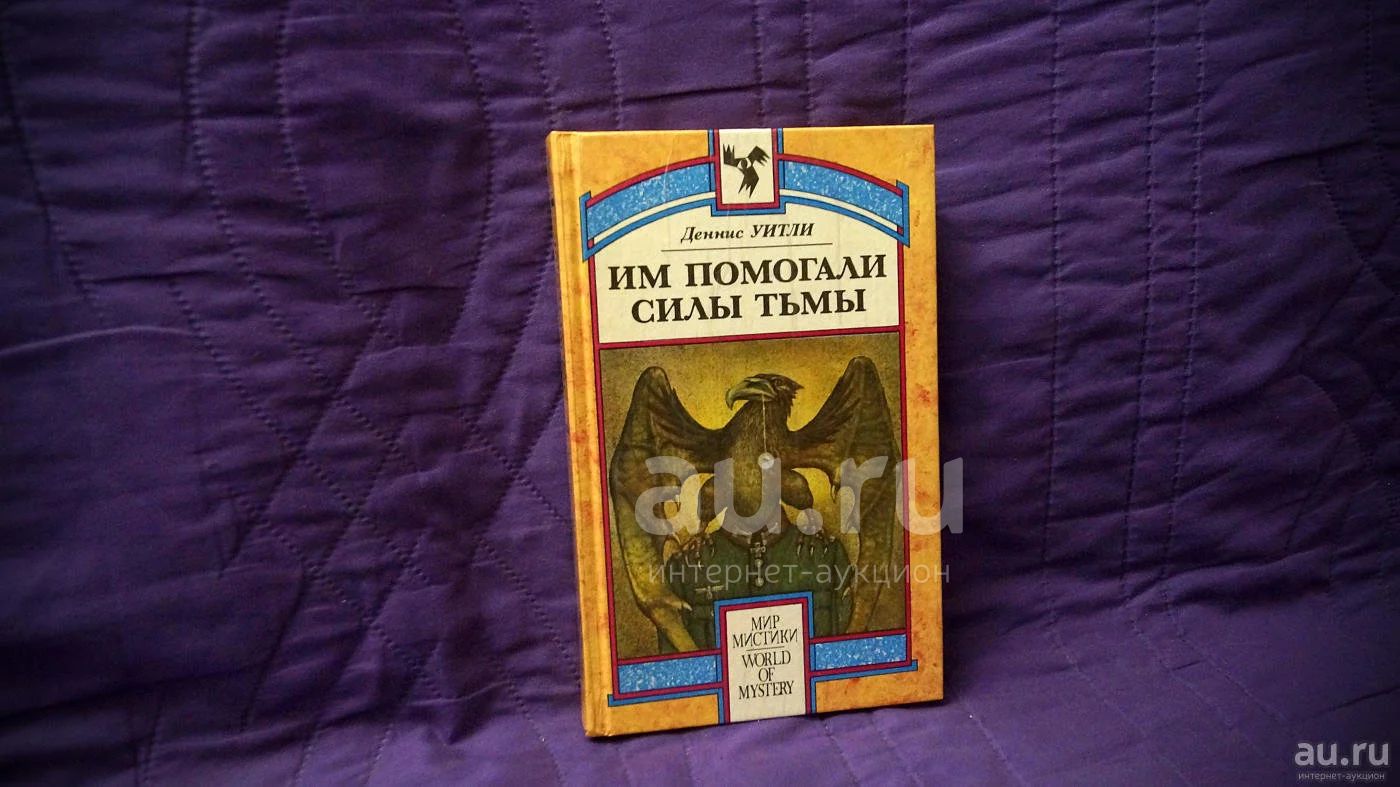 Деннис УИТЛИ
ИМ ПОМОГАЛИ
СИЛЫ ТЬМЫ
au.ru
интернет-аукцион
МИР
МИСТИКИ
WORLD
OF
MYSTERY
au.ru
интернет-аукцион